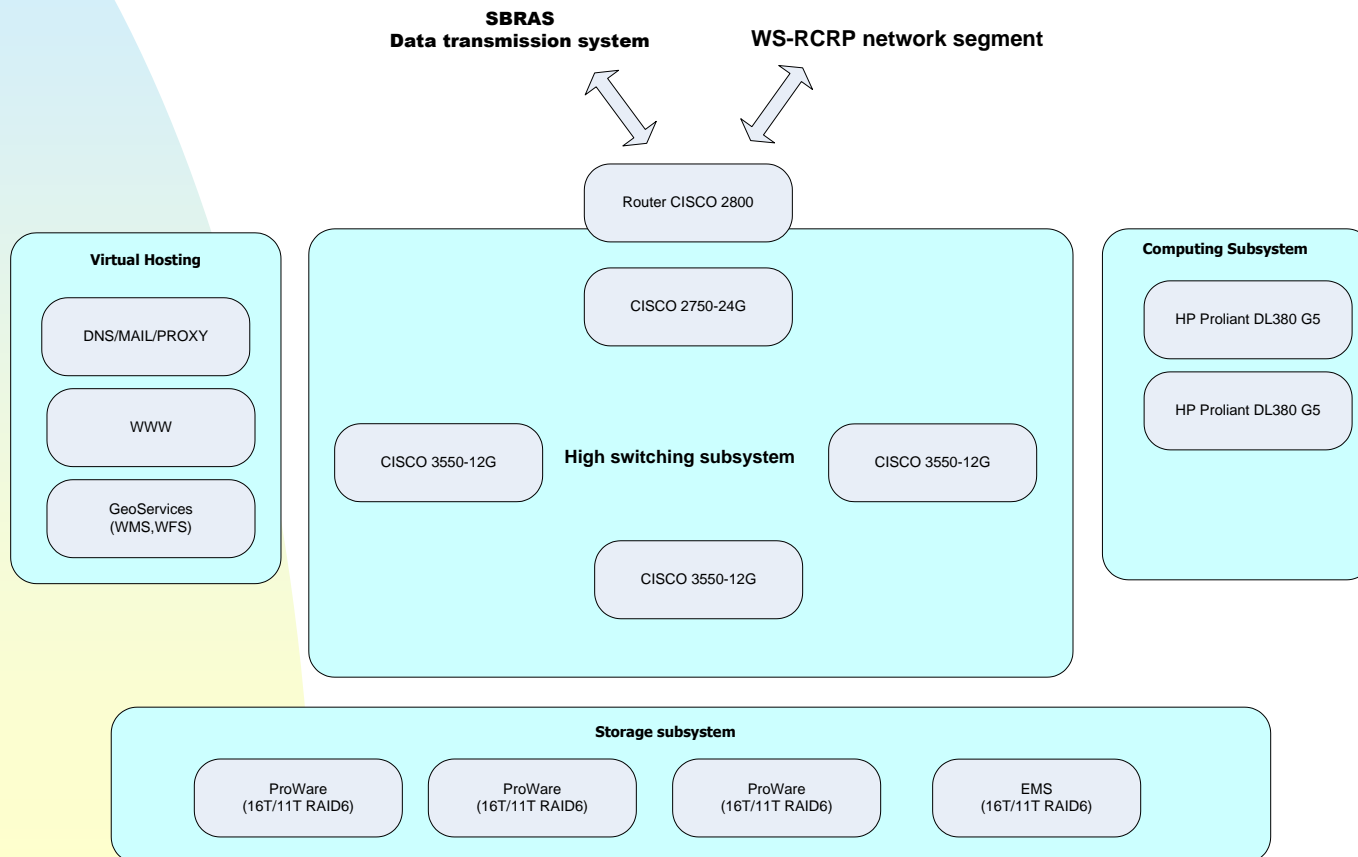 SBRAS
Data transmission system
WS-RCRP network segment
Router CISCO 2800
Virtual Hosting
DNS/MAIL/PROXY
WWW
GeoServices
(WMS,WFS)
CISCO 2750-24G
CISCO 3550-12G
High switching subsystem
CISCO 3550-12G
CISCO 3550-12G
Computing Subsystem
HP Proliant DL380 G5
HP Proliant DL380 G5
Storage subsystem
ProWare
(16T/11T RAID6)
ProWare
(16T/11T RAID6)
ProWare
(16T/11T RAID6)
EMS
(16T/11T RAID6)